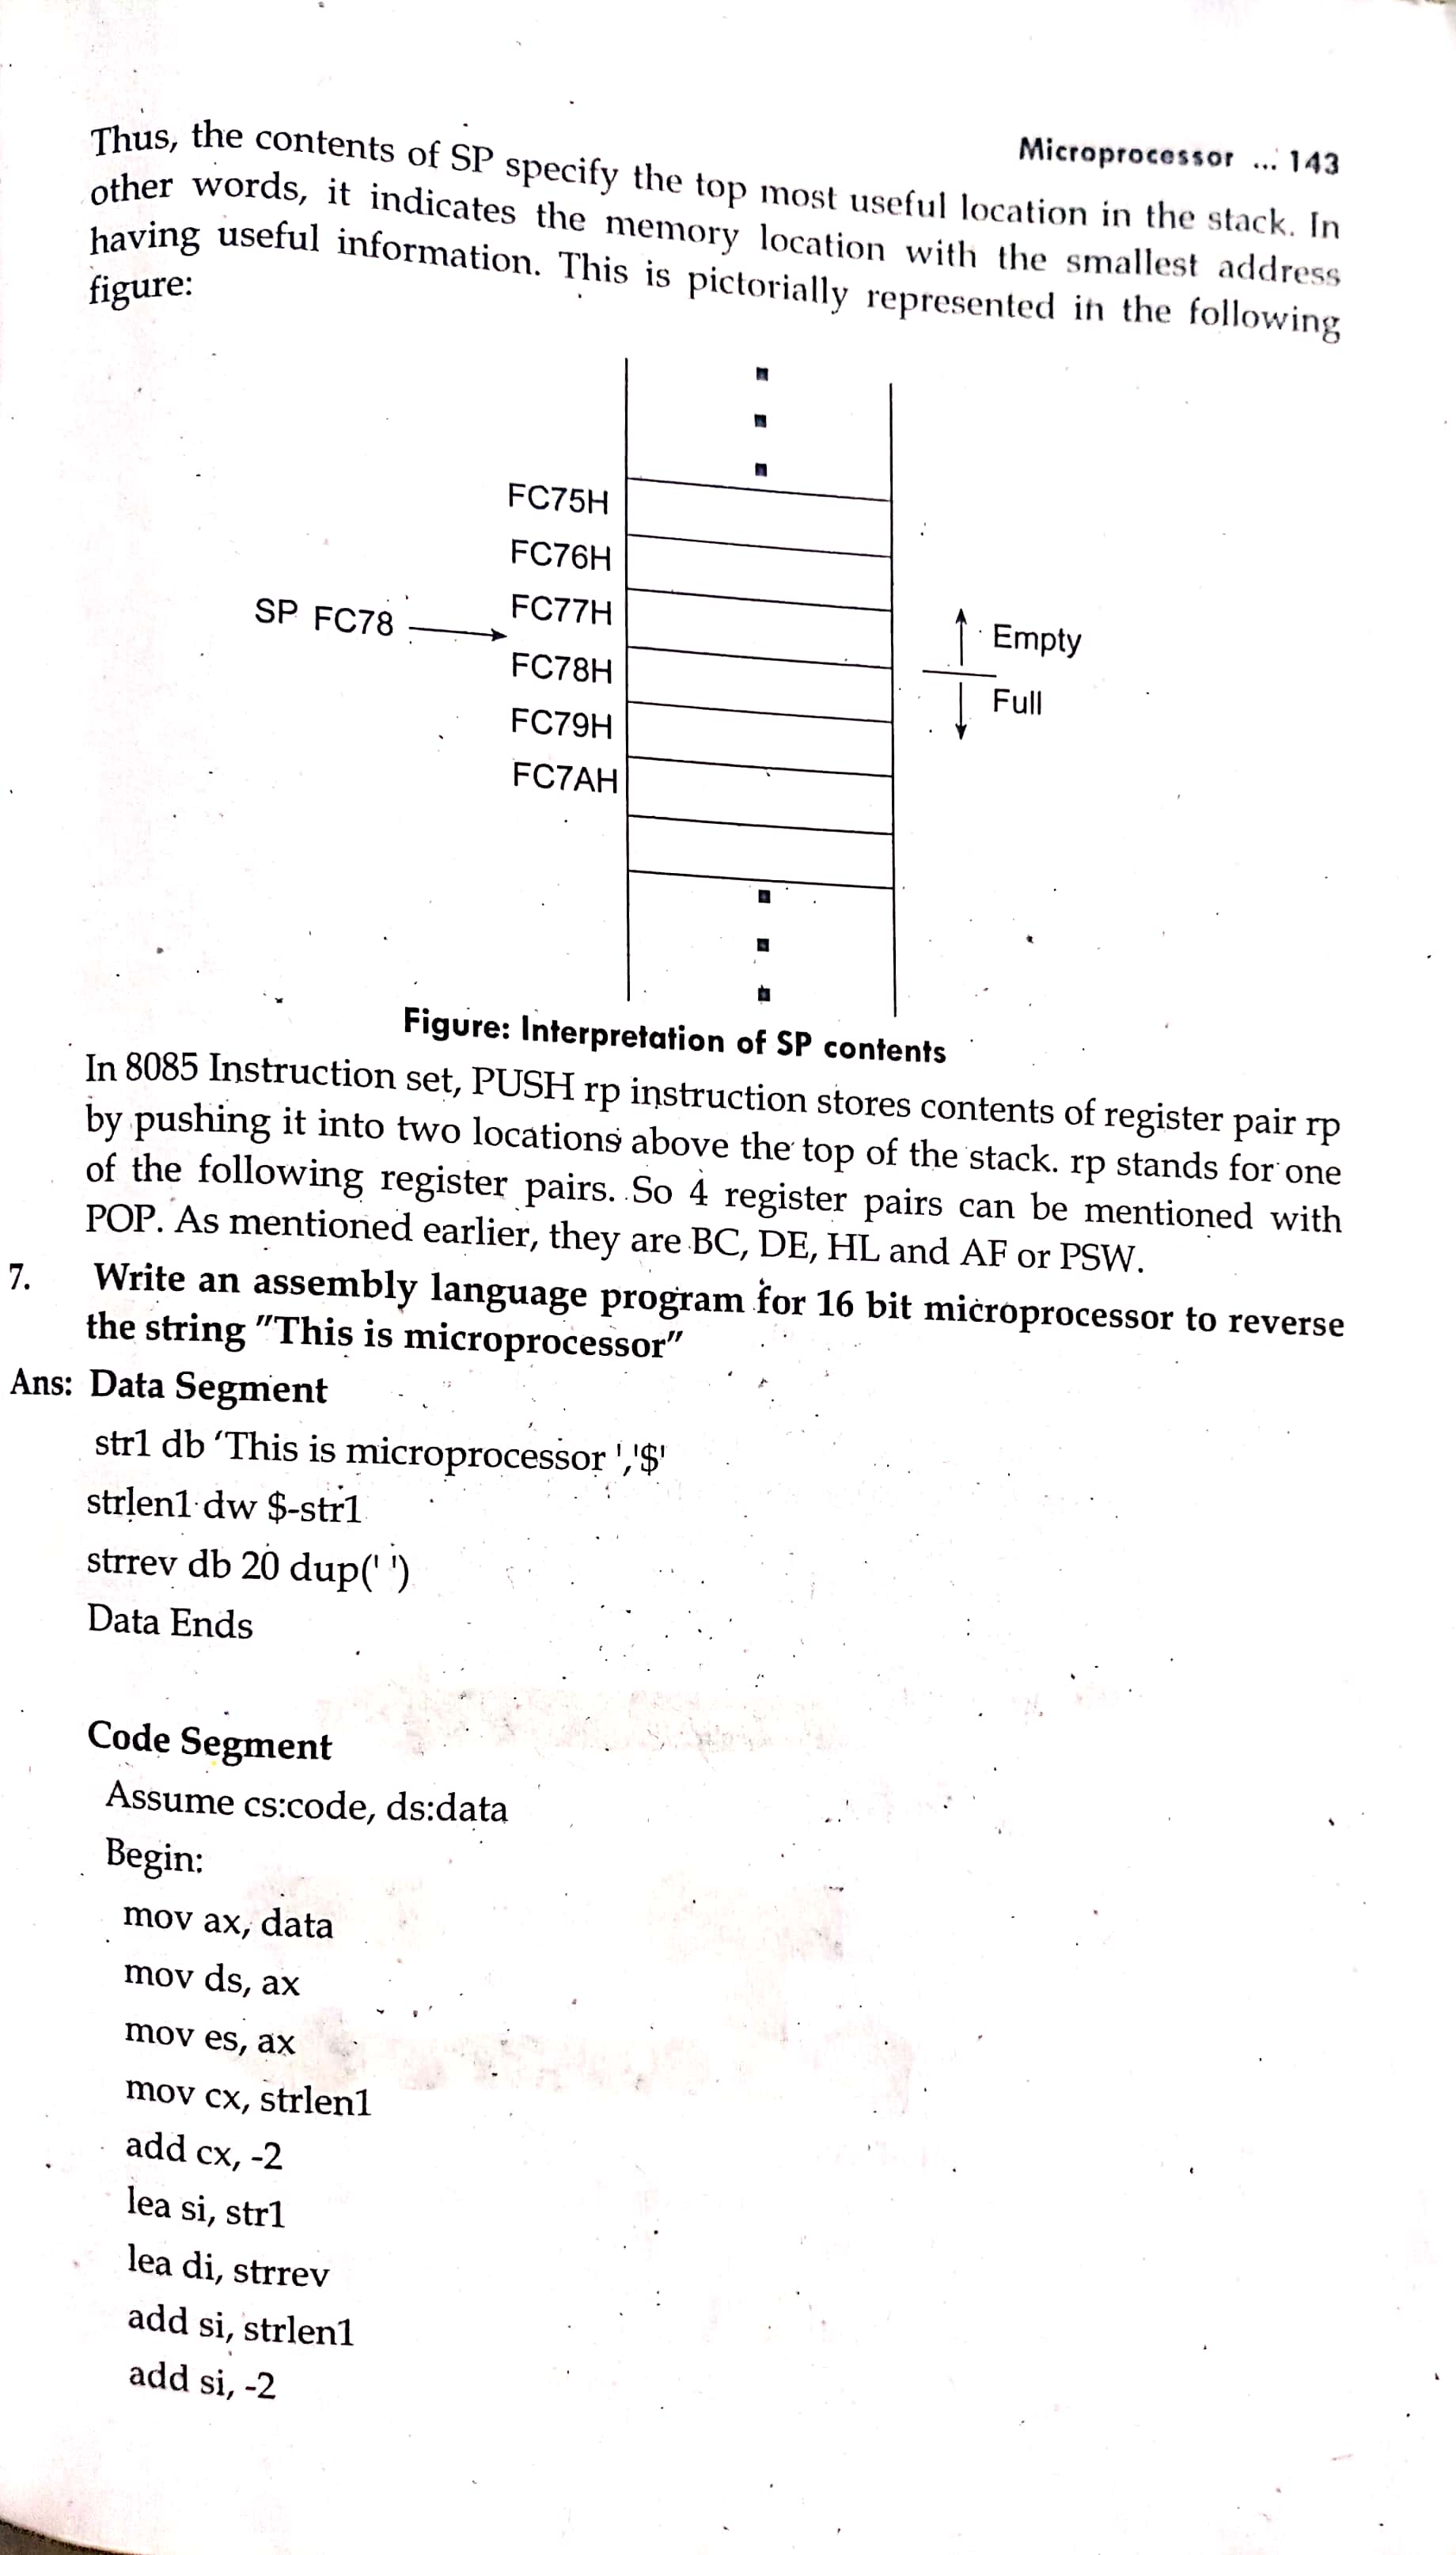 Microprocessor ... 143
Thus, the contents of SP specify the top most useful location in the stack. In
other words, it indicates the memory location with the smallest address
having useful information. This is pictorially represented in the following
figure:
FC75H
FC76H
SP FC78
FC77H
Empty
FC78H
Full
FC79H
FC7AH
Figure: Interpretation of SP contents
In 8085 Instruction set, PUSH rp instruction stores contents of register pair rp
by pushing it into two locations above the top of the stack. rp stands for one
of the following register pairs. So 4 register pairs can be mentioned with
POP. As mentioned earlier, they are BC, DE, HL and AF or PSW.
7. Write an assembly language program for 16 bit microprocessor to reverse
the string "This is microprocessor"
Ans: Data Segment
str1 db 'This is microprocessor ','$'
strlen1 dw $-str1
strrev db 20 dup(' ')
Data Ends
Code Segment
Assume cs:code, ds:data
Begin:
mov ax, data
mov ds, ax
mov es, ax
mov cx, strlen1
add cx, -2
lea si, str1
lea di, strrev
add si, strlen1
add si, -2